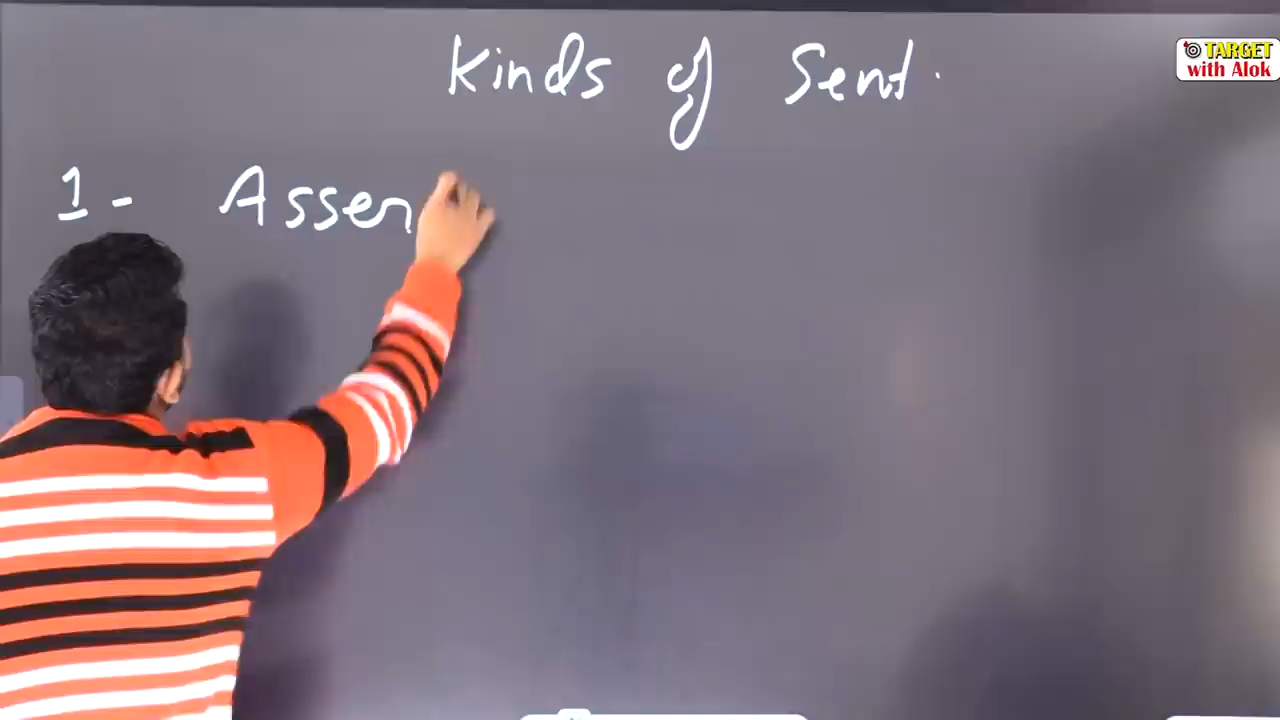 Kinds of Sent.
TARGET
with Alok
1- Asser